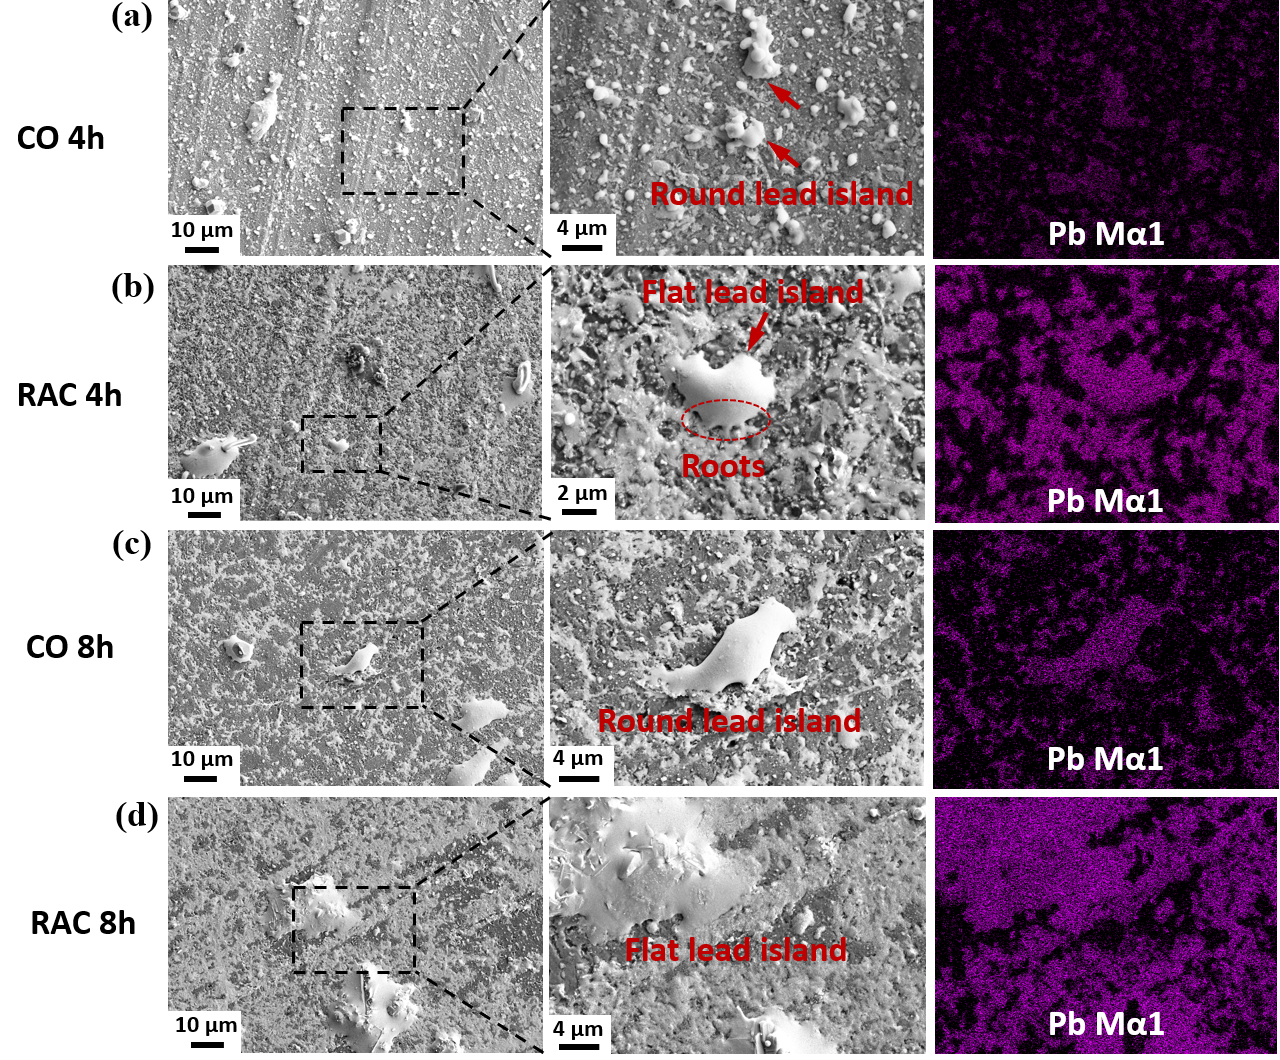 (a)
CO 4h
10 μm
4 μm
Round lead island
Pb Mα1
(b)
RAC 4h
10 μm
Flat lead island
Roots
2 μm
Pb Mα1
(c)
CO 8h
10 μm
Round lead island
4 μm
Pb Mα1
(d)
RAC 8h
10 μm
Flat lead island
4 μm
Pb Mα1